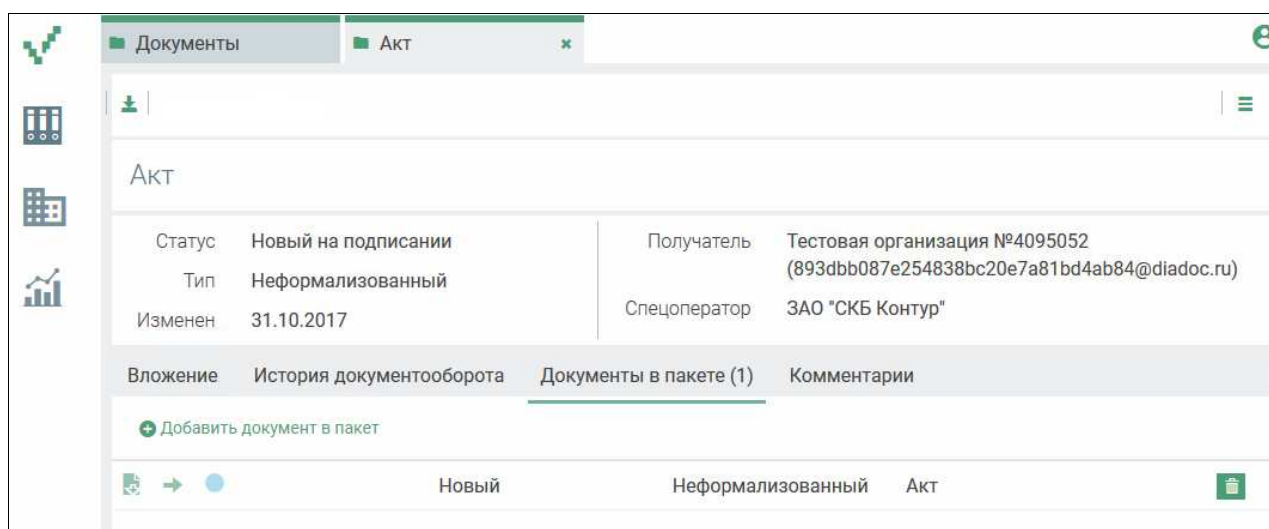 Документы Акт
Акт
Статус Новый на подписании
Тип Неформализованный
Изменен 31.10.2017
Получатель Тестовая организация №4095052
(893dbb087e254838bc20e7a81bd4ab84@diadoc.ru)
Спецоператор ЗАО "СКБ Контур"
Вложение История документооборота Документы в пакете (1) Комментарии
Добавить документ в пакет
Новый Неформализованный Акт